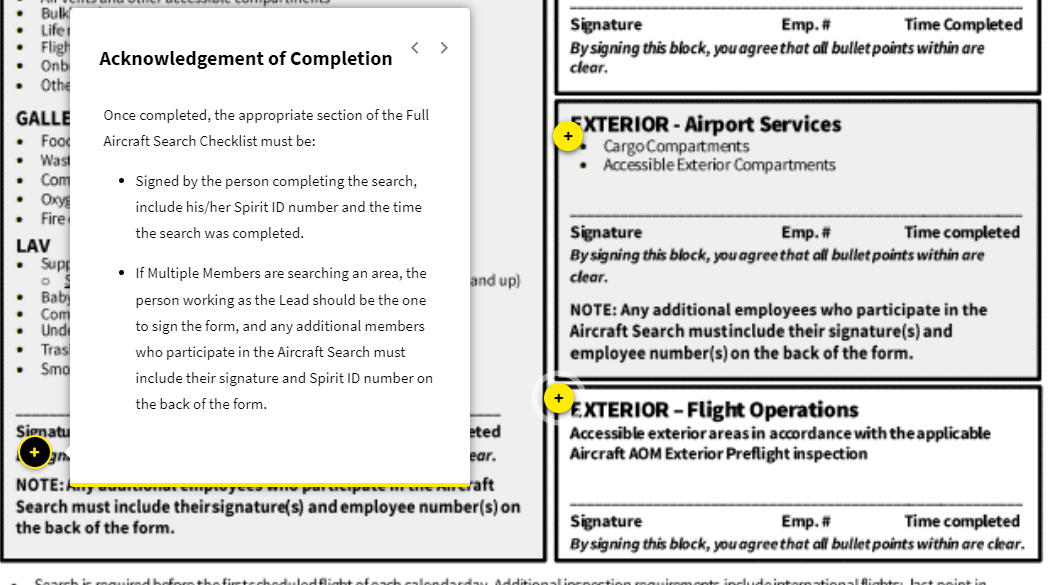 Bulk
Life
Fligh
Onb
Othe
GALLE
Food
Wast
Com
Oxyg
Fire
LAV
Supp
and up)
Baby
Com
Unde
Tras
Smo
Signatu
eted
ear.
NOTE: Any additional employees who participate in the Aircraft
Search must include their signature(s) and employee number(s) on
the back of the form.
Acknowledgement of Completion
Once completed, the appropriate section of the Full
Aircraft Search Checklist must be:
• Signed by the person completing the search,
include his/her Spirit ID number and the time
the search was completed.
• If Multiple Members are searching an area, the
person working as the Lead should be the one
to sign the form, and any additional members
who participate in the Aircraft Search must
include their signature and Spirit ID number on
the back of the form.
Signature Emp. # Time Completed
By signing this block, you agree that all bullet points within are
clear.
EXTERIOR - Airport Services
• Cargo Compartments
• Accessible Exterior Compartments
Signature Emp. # Time completed
By signing this block, you agree that all bullet points within are
clear.
NOTE: Any additional employees who participate in the
Aircraft Search must include their signature(s) and
employee number(s) on the back of the form.
EXTERIOR – Flight Operations
Accessible exterior areas in accordance with the applicable
Aircraft AOM Exterior Preflight inspection
Signature Emp. # Time completed
By signing this block, you agree that all bullet points within are clear.
Search is required before the first scheduled flight of each calendar day. Additional inspection requirements include international flights; last point in